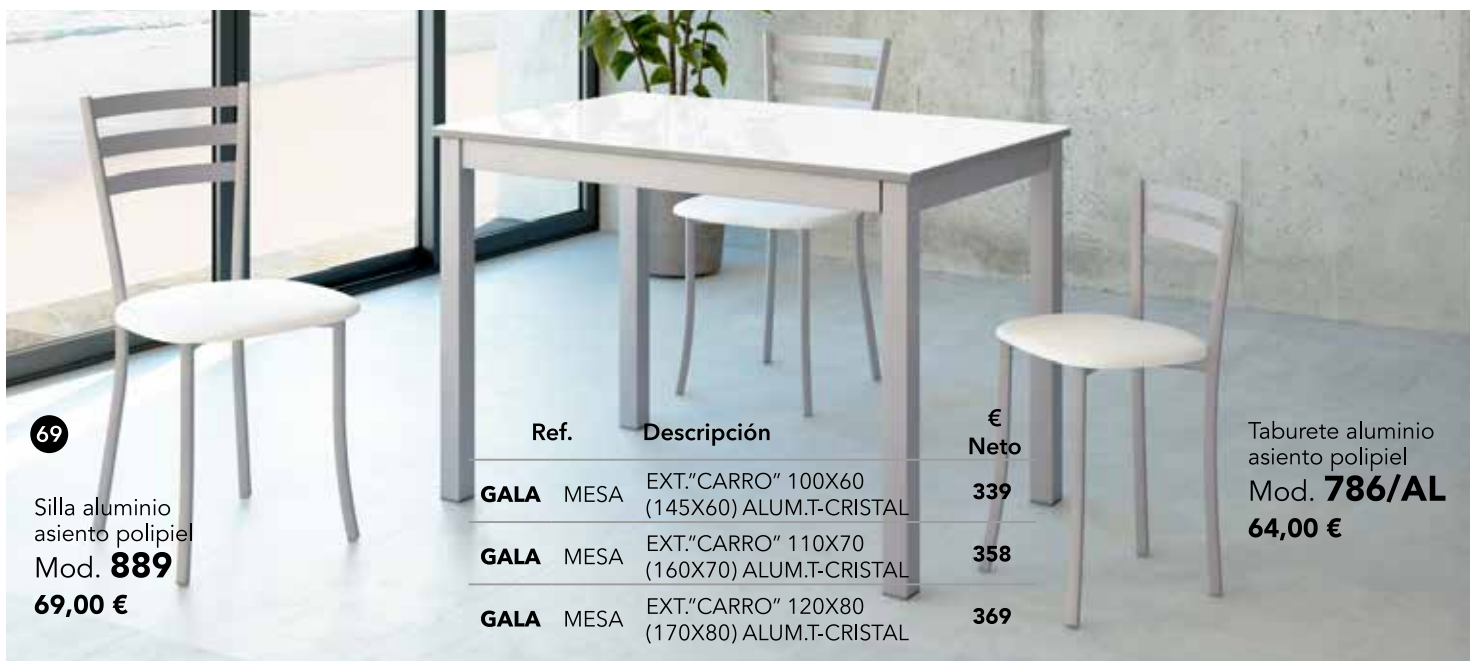 69
Silla aluminio
asiento polipiel
Mod. 889
69,00 €
Ref. Descripción € Neto
GALA MESA EXT."CARRO" 100X60
(145X60) ALUM.T-CRISTAL 339
GALA MESA EXT."CARRO" 110X70
(160X70) ALUM.T-CRISTAL 358
GALA MESA EXT."CARRO" 120X80
(170X80) ALUM.T-CRISTAL 369
Taburete aluminio
asiento polipiel
Mod. 786/AL
64,00 €